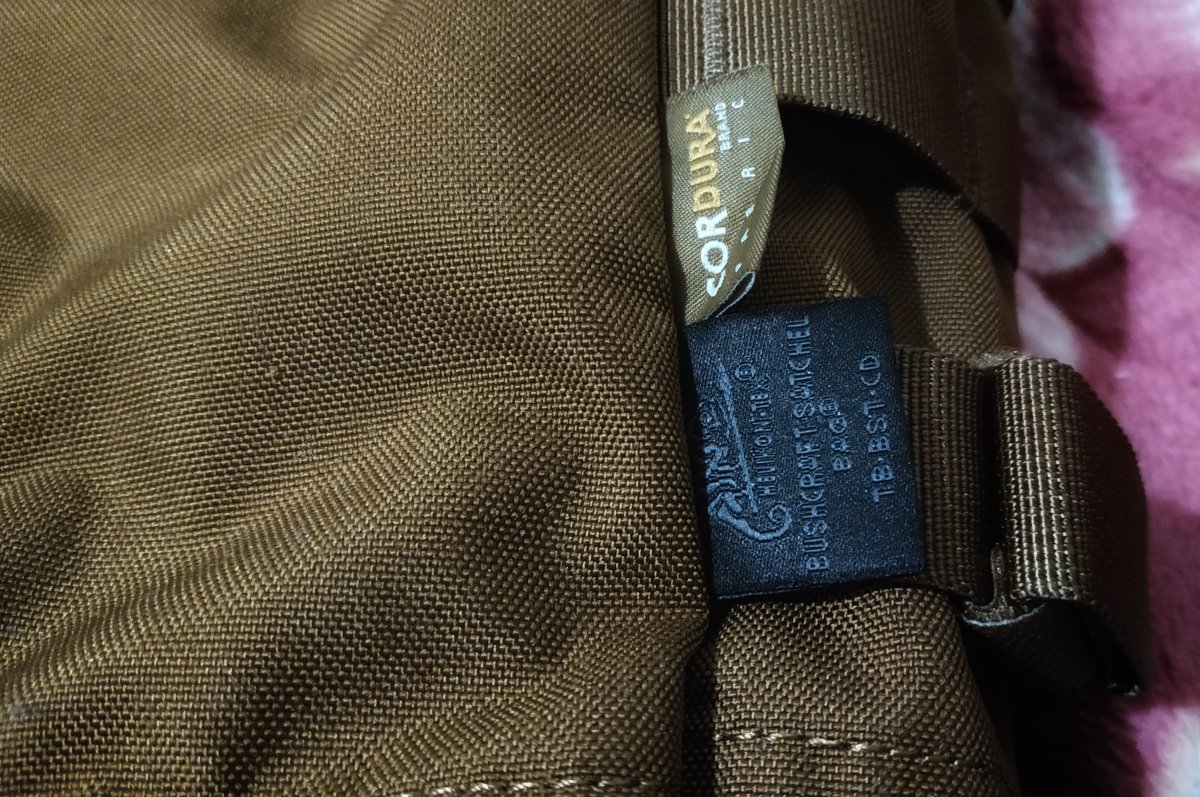 CORDURA®
BRAND
HELIKON-TEX®
BUSHCRAFT SATCHEL
BAG®
TB-BST-CD